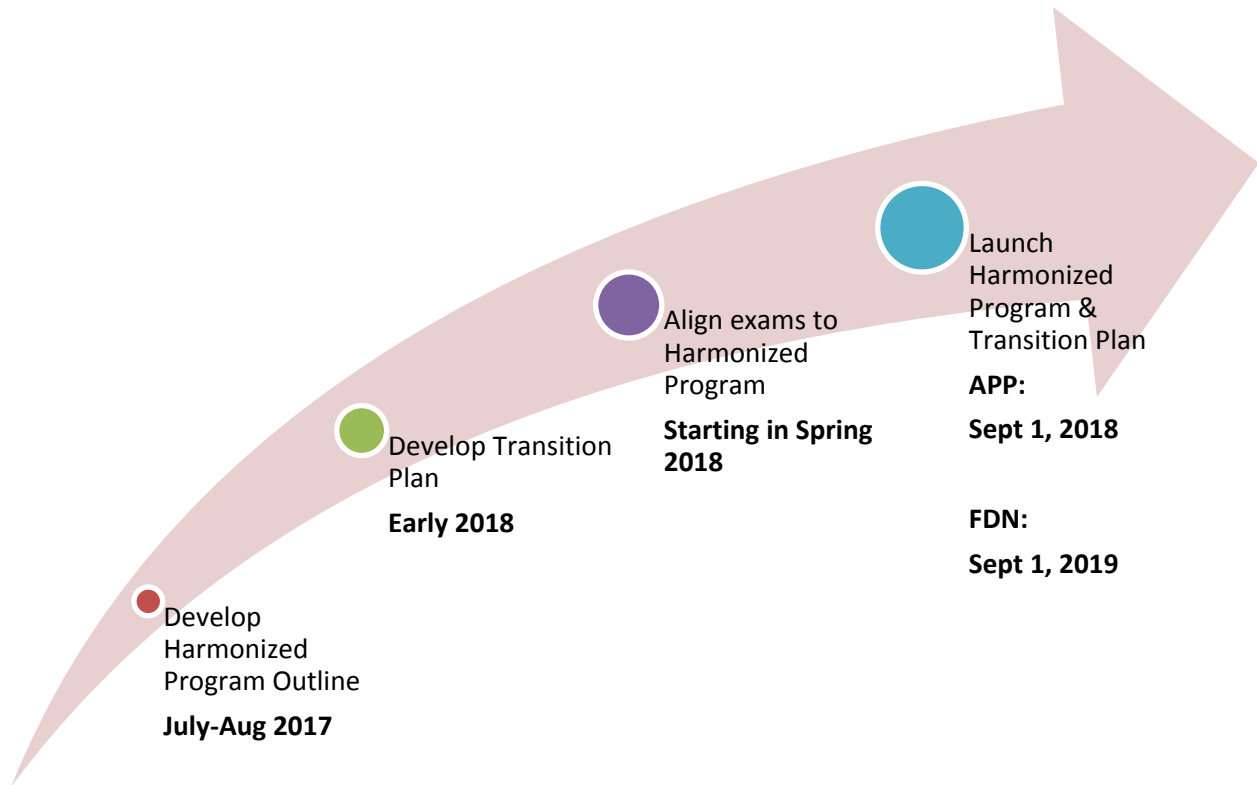 Develop
Harmonized
Program Outline
July-Aug 2017
Develop Transition
Plan
Early 2018
Align exams to
Harmonized
Program
Starting in Spring
2018
Launch
Harmonized
Program &
Transition Plan
APP:
Sept 1, 2018
FDN:
Sept 1, 2019